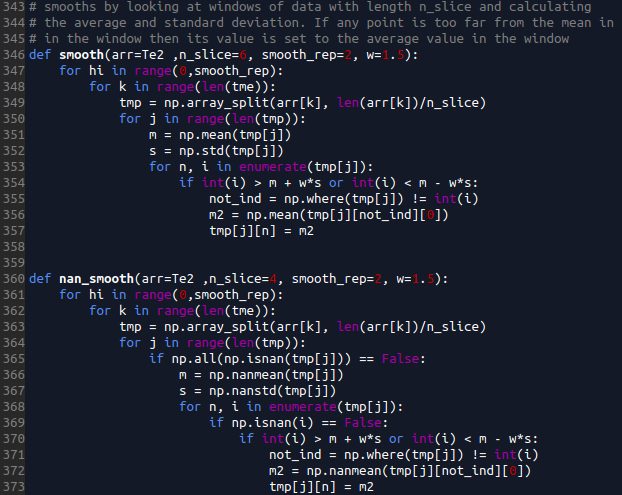 343 # smooths by looking at windows of data with length n_slice and calculating
344 # the average and standard deviation. If any point is too far from the mean in
345 # in the window then its value is set to the average value in the window
346 def smooth(arr=Te2 ,n_slice=6, smooth_rep=2, w=1.5):
347     for hi in range(0,smooth_rep):
348         for k in range(len(tme)):
349             tmp = np.array_split(arr[k], len(arr[k])/n_slice)
350             for j in range(len(tmp)):
351                 m = np.mean(tmp[j])
352                 s = np.std(tmp[j])
353                 for n, i in enumerate(tmp[j]):
354                     if int(i) > m + w*s or int(i) < m - w*s:
355                         not_ind = np.where(tmp[j]) != int(i)
356                         m2 = np.mean(tmp[j][not_ind][0])
357                         tmp[j][n] = m2
358
359
360 def nan_smooth(arr=Te2 ,n_slice=4, smooth_rep=2, w=1.5):
361     for hi in range(0,smooth_rep):
362         for k in range(len(tme)):
363             tmp = np.array_split(arr[k], len(arr[k])/n_slice)
364             for j in range(len(tmp)):
365                 if np.all(np.isnan(tmp[j])) == False:
366                     m = np.nanmean(tmp[j])
367                     s = np.nanstd(tmp[j])
368                     for n, i in enumerate(tmp[j]):
369                         if np.isnan(i) == False:
370                             if int(i) > m + w*s or int(i) < m - w*s:
371                                 not_ind = np.where(tmp[j]) != int(i)
372                                 m2 = np.nanmean(tmp[j][not_ind][0])
373                                 tmp[j][n] = m2